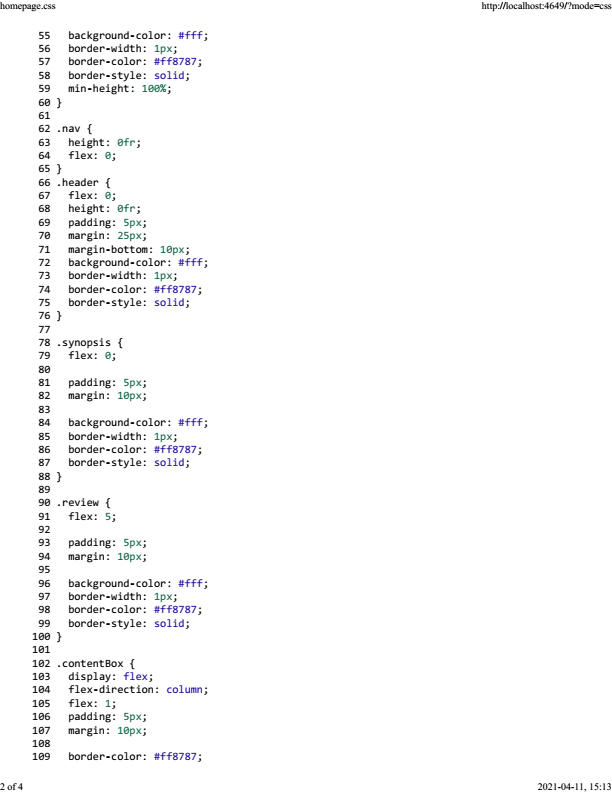 homepage.css http://localhost:4649/?mode=css
55 background-color: #fff;
56 border-width: 1px;
57 border-color: #ff8787;
58 border-style: solid;
59 min-height: 100%;
60 }
61
62 .nav {
63 height: 0fr;
64 flex: 0;
65 }
66 .header {
67 flex: 0;
68 height: 0fr;
69 padding: 5px;
70 margin: 25px;
71 margin-bottom: 10px;
72 background-color: #fff;
73 border-width: 1px;
74 border-color: #ff8787;
75 border-style: solid;
76 }
77
78 .synopsis {
79 flex: 0;
80
81 padding: 5px;
82 margin: 10px;
83
84 background-color: #fff;
85 border-width: 1px;
86 border-color: #ff8787;
87 border-style: solid;
88 }
89
90 .review {
91 flex: 5;
92
93 padding: 5px;
94 margin: 10px;
95
96 background-color: #fff;
97 border-width: 1px;
98 border-color: #ff8787;
99 border-style: solid;
100 }
101
102 .contentBox {
103 display: flex;
104 flex-direction: column;
105 flex: 1;
106 padding: 5px;
107 margin: 10px;
108
109 border-color: #ff8787;
2 of 4 2021-04-11, 15:13